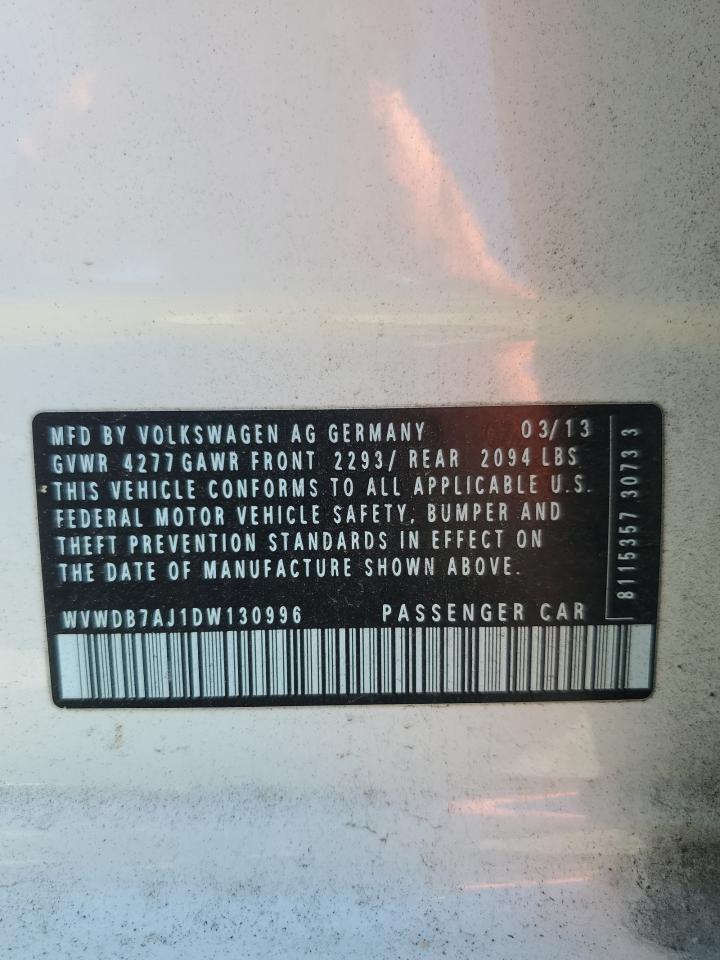 MFD BY VOLKSWAGEN AG GERMANY 03/13
GVWR 4277 GAWR FRONT 2293/ REAR 2094 LBS
THIS VEHICLE CONFORMS TO ALL APPLICABLE U.S.
FEDERAL MOTOR VEHICLE SAFETY, BUMPER AND
THEFT PREVENTION STANDARDS IN EFFECT ON
THE DATE OF MANUFACTURE SHOWN ABOVE.
WVWDB7AJ1DW130996 PASSENGER CAR
8115357 3073 3